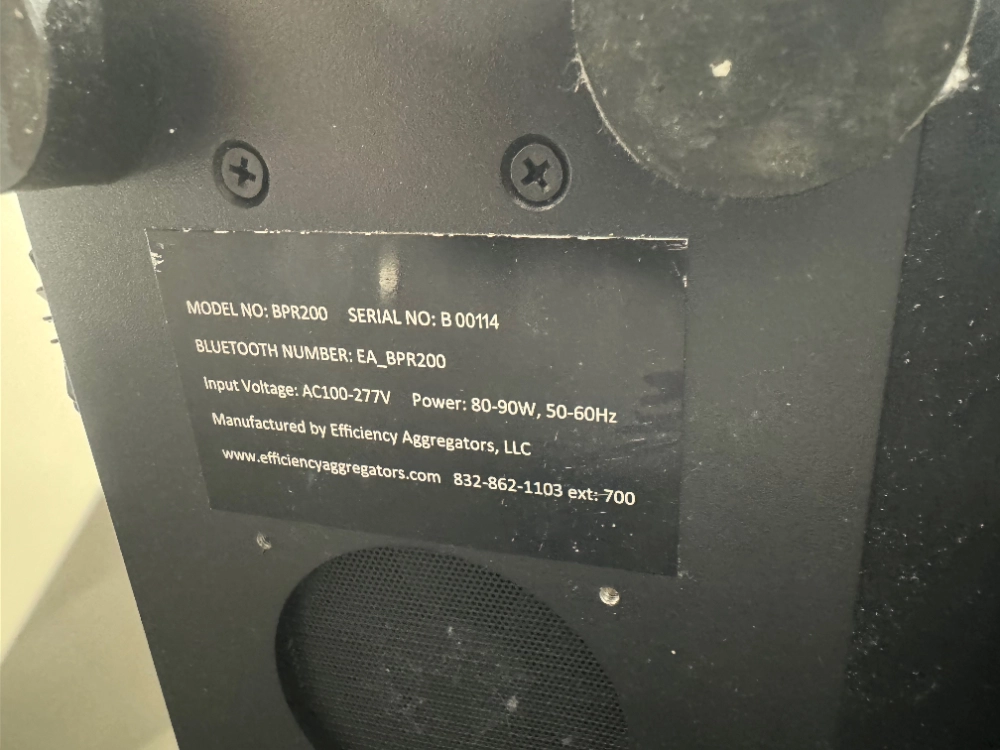 MODEL NO: BPR200 SERIAL NO: B 00114
BLUETOOTH NUMBER: EA_BPR200
Input Voltage: AC100-277V Power: 80-90W, 50-60Hz
Manufactured by Efficiency Aggregators, LLC
www.efficiencyaggregators.com 832-862-1103 ext: 700